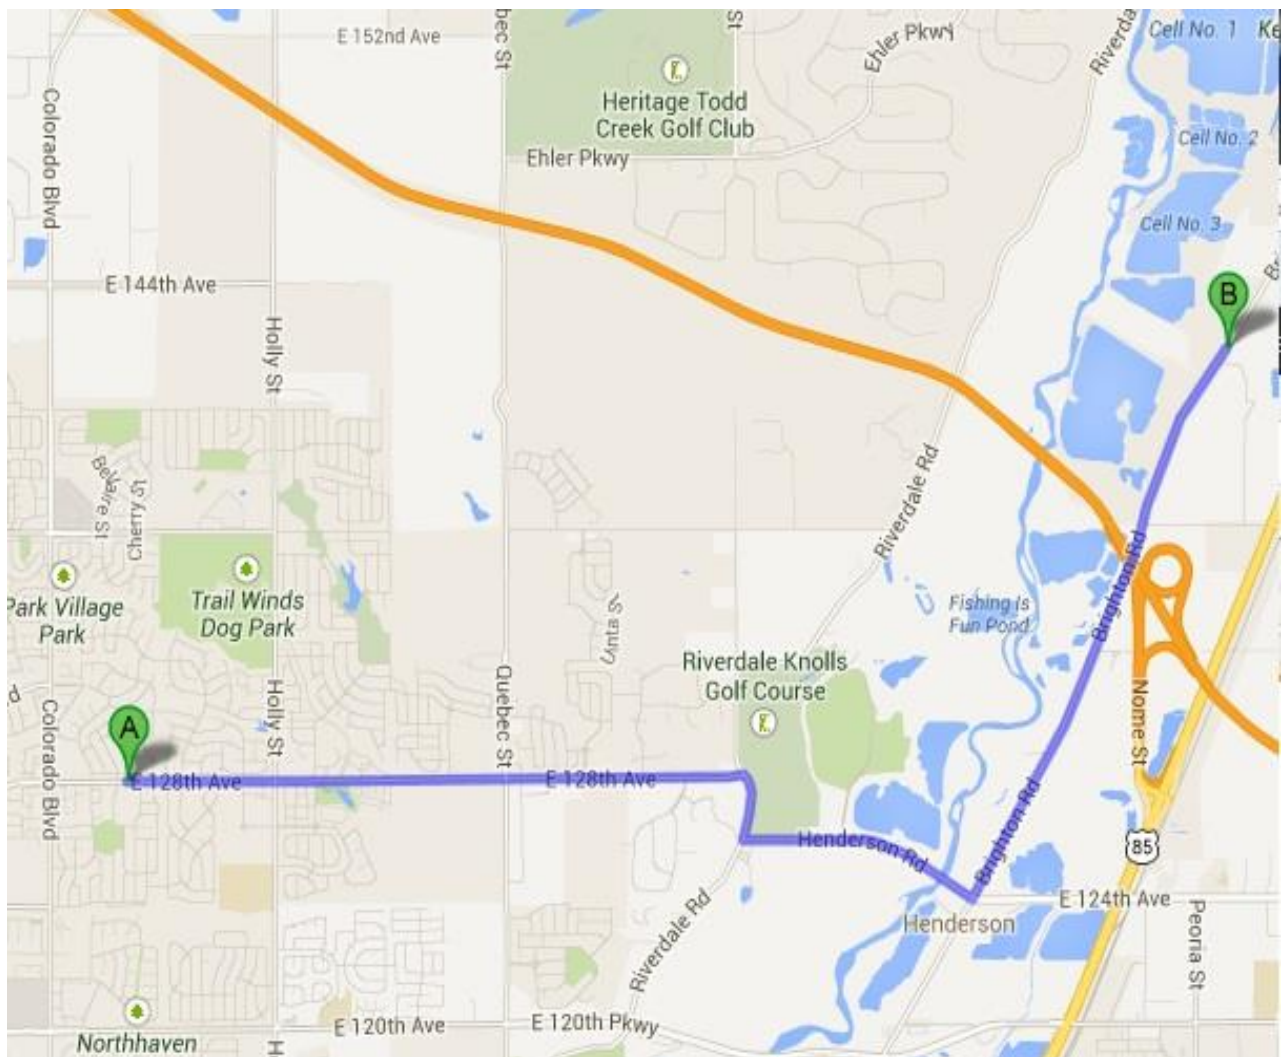 E 152nd Ave
bec St
St
Ehler Pkwy
Riverda
Cell No. 1
Ke
Heritage Todd
Creek Golf Club
Colorado Blvd
Ehler Pkwy
Cell No. 2
Cell No. 3
E 144th Ave
B
Holly St
Riverdale Rd
Cherry St
Park Village
Park
Trail Winds
Dog Park
Fishing Is
Fun Pond
Brighton Rd
Riverdale Knolls
Golf Course
Quebec St
Holly St
Colorado Blvd
Nome St
A
E 128th Ave
E 128th Ave
Henderson Rd
Brighton Rd
85
E 124th Ave
Henderson
Peoria St
Riverdale Rd
E 120th Ave
E 120th Pkwy
Northhaven
H